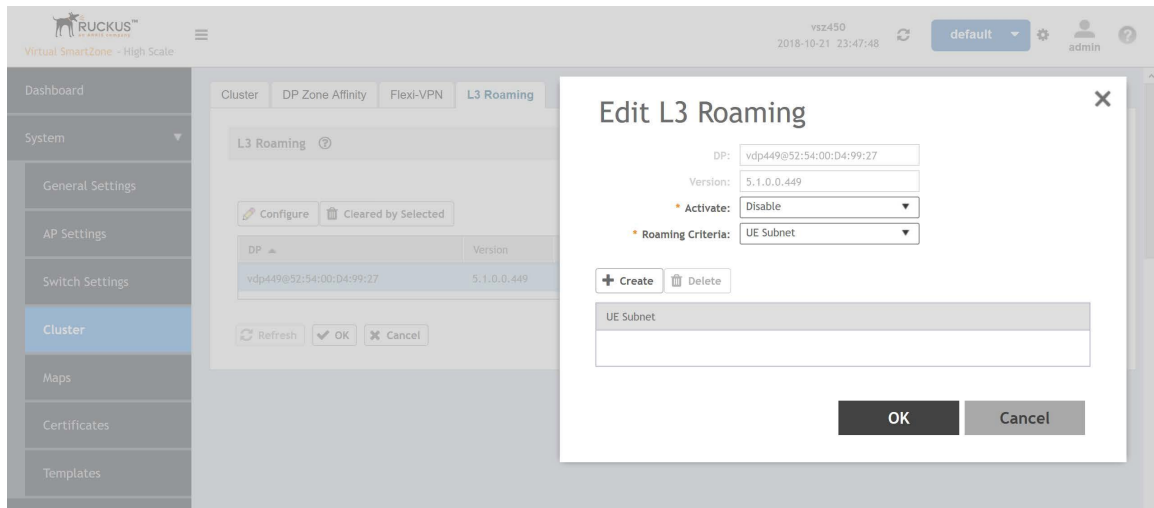 RUCKUS™
Virtual SmartZone - High Scale
vsz450
2018-10-21 23:47:48
default
admin
Dashboard
System
General Settings
AP Settings
Switch Settings
Cluster
Maps
Certificates
Templates
Cluster DP Zone Affinity Flexi-VPN L3 Roaming
L3 Roaming ?
Configure Cleared by Selected
DP Version
vdp449@52:54:00:D4:99:27 5.1.0.0.449
Refresh OK Cancel
Edit L3 Roaming
DP: vdp449@52:54:00:D4:99:27
Version: 5.1.0.0.449
* Activate: Disable
* Roaming Criteria: UE Subnet
Create Delete
UE Subnet
OK Cancel